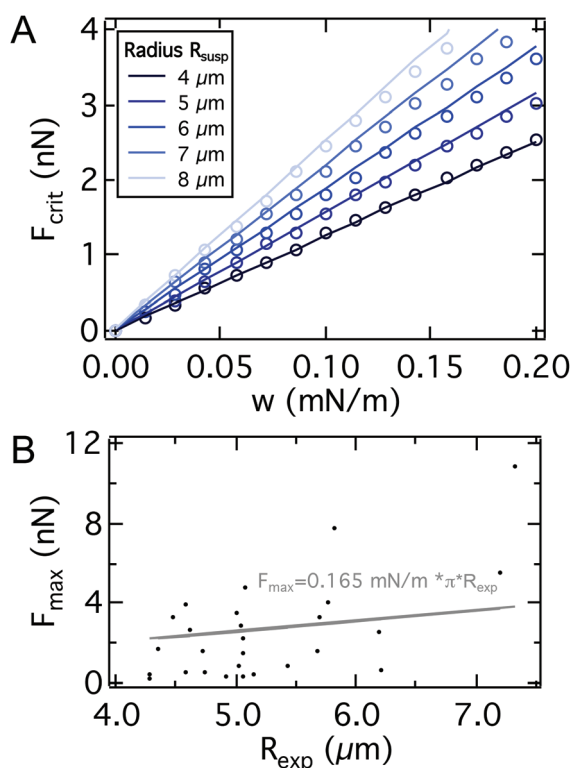 A
4
3
2
1
0
F_crit (nN)
Radius R_susp
4 µm
5 µm
6 µm
7 µm
8 µm
0.00 0.05 0.10 0.15 0.20
w (mN/m)
B
12
8
4
0
F_max (nN)
F_max=0.165 mN/m *π*R_exp
4.0 5.0 6.0 7.0
R_exp (µm)